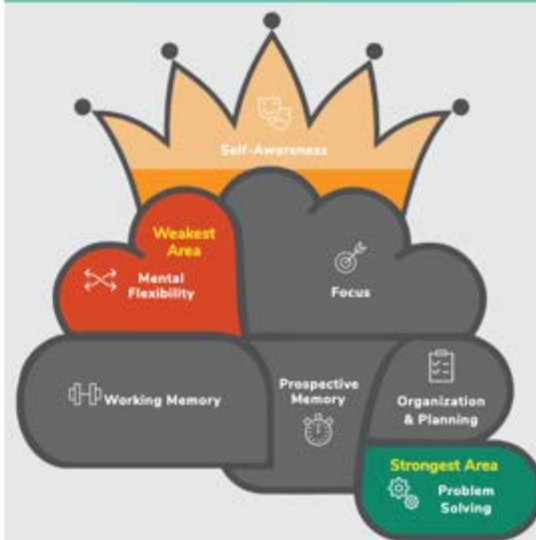 Self-Awareness
Weakest
Area
Mental
Flexibility
Focus
Working Memory
Prospective
Memory
Organization
& Planning
Strongest Area
Problem
Solving